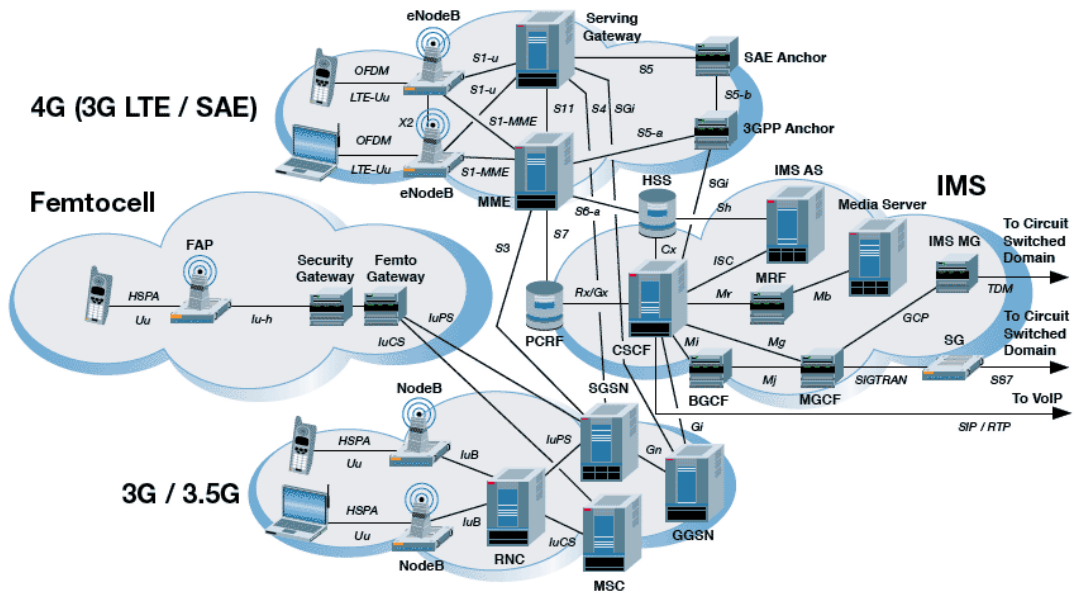 eNodeB
Serving
Gateway
OFDM
LTE-Uu
S1-u
S1-u
S5
SAE Anchor
4G (3G LTE / SAE)
X2
S11
S4
SGi
S5-b
OFDM
LTE-Uu
S1-MME
S1-MME
S5-a
3GPP Anchor
eNodeB
MME
HSS
SGi
IMS AS
IMS
Femtocell
S6-a
Sh
Media Server
To Circuit
Switched
Domain
S3
S7
Cx
ISC
IMS MG
TDM
FAP
Security
Gateway
Femto
Gateway
HSPA
Uu
Iu-h
IuPS
IuCS
Rx/Gx
PCRF
CSCF
MRF
Mr
Mb
GCP
To Circuit
Switched
Domain
Mi
Mg
SG
BGCF
Mj
MGCF
SIGTRAN
SS7
To VoIP
SIP / RTP
NodeB
SGSN
HSPA
Uu
IuB
IuPS
Gn
Gi
3G / 3.5G
HSPA
Uu
IuB
NodeB
RNC
IuCS
MSC
GGSN